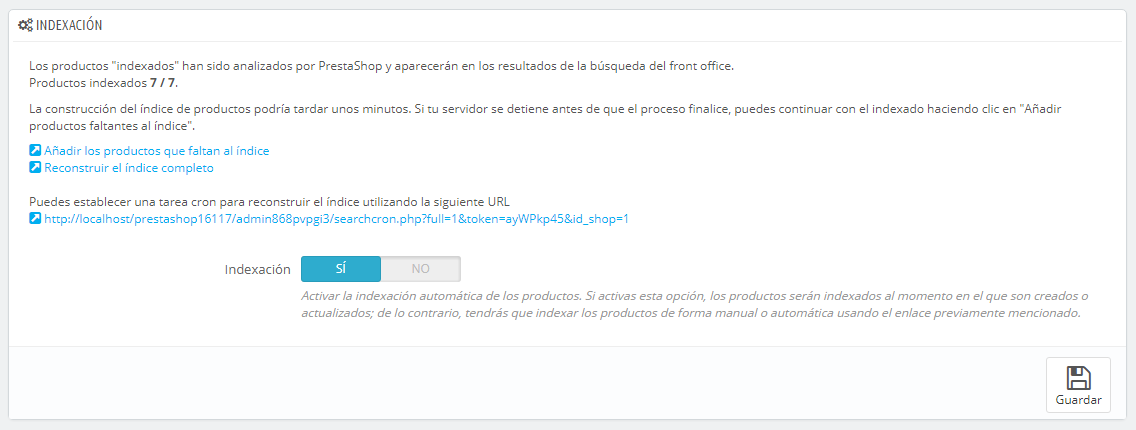 INDEXACIÓN
Los productos "indexados" han sido analizados por PrestaShop y aparecerán en los resultados de la búsqueda del front office.
Productos indexados 7 / 7.
La construcción del índice de productos podría tardar unos minutos. Si tu servidor se detiene antes de que el proceso finalice, puedes continuar con el indexado haciendo clic en "Añadir
productos faltantes al índice".
Añadir los productos que faltan al índice
Reconstruir el índice completo
Puedes establecer una tarea cron para reconstruir el índice utilizando la siguiente URL
http://localhost/prestashop16117/admin868pvpgi3/searchcron.php?full=1&token=ayWPkp45&id_shop=1
Indexación SÍ NO
Activar la indexación automática de los productos. Si activas esta opción, los productos serán indexados al momento en el que son creados o
actualizados; de lo contrario, tendrás que indexar los productos de forma manual o automática usando el enlace previamente mencionado.
Guardar